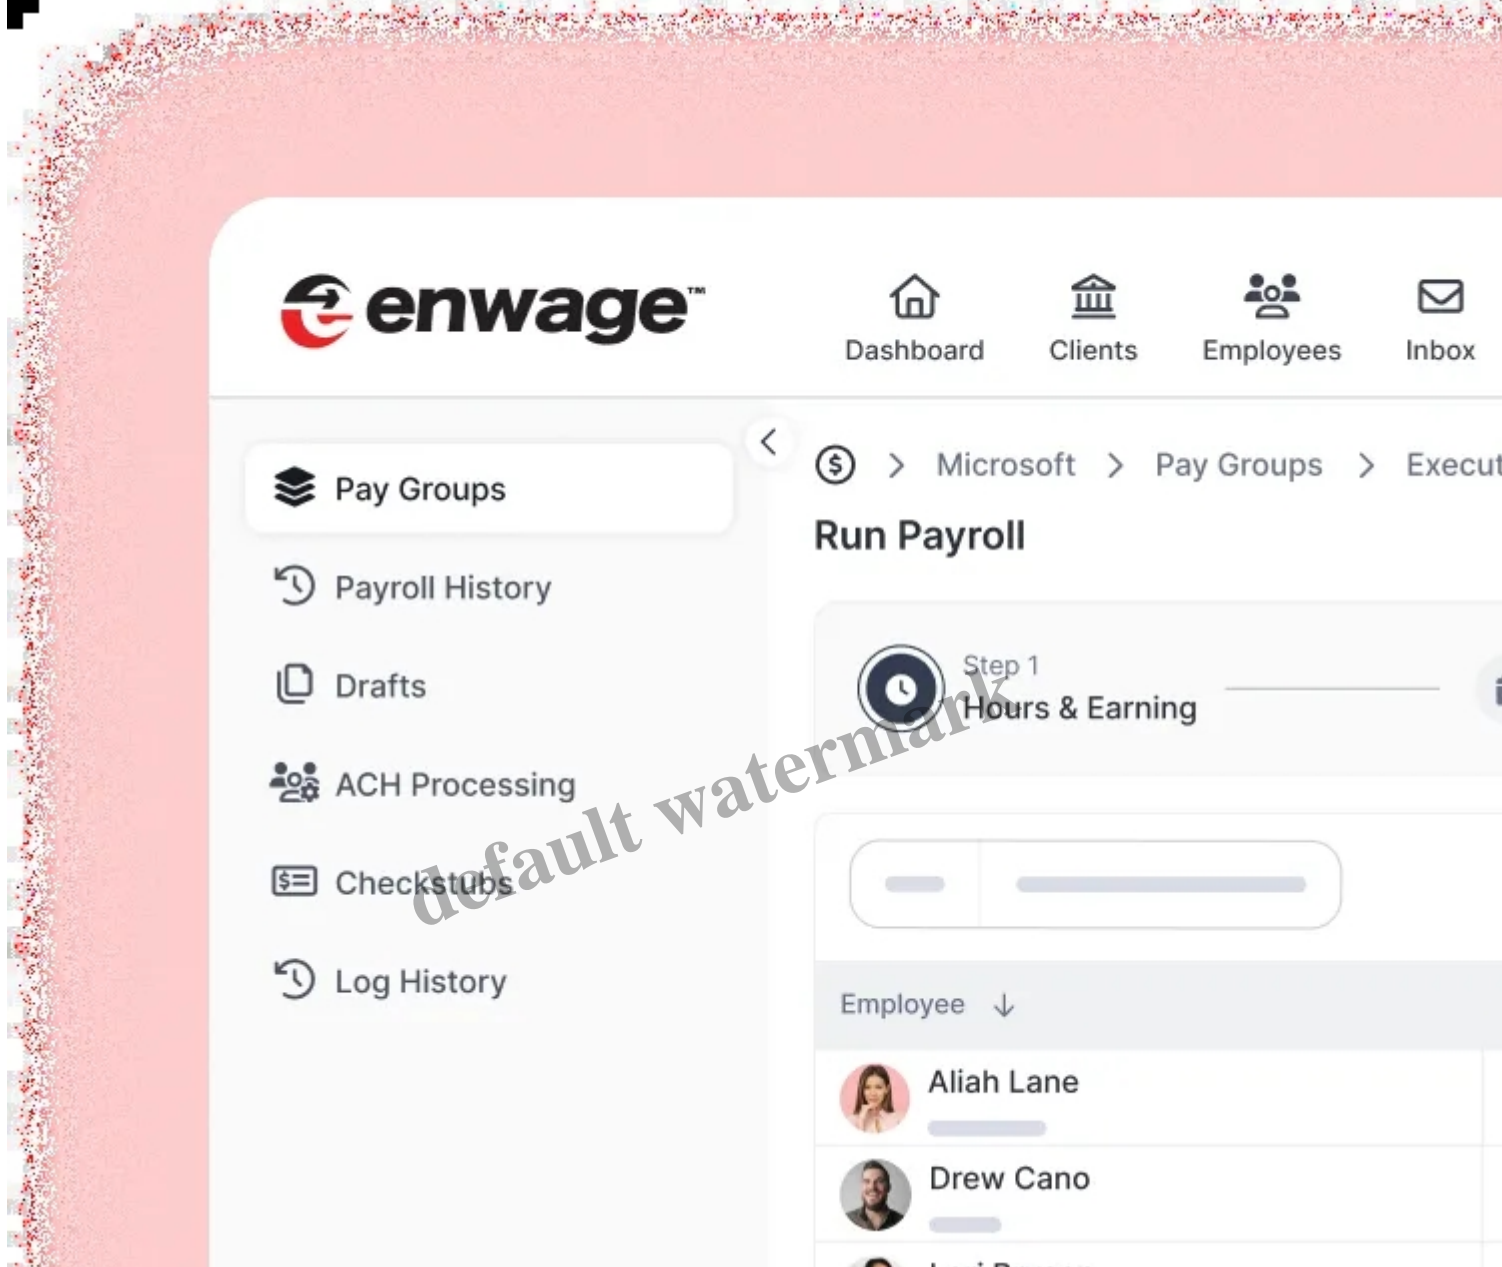 enwage™
Dashboard
Clients
Employees
Inbox
Pay Groups
Payroll History
Drafts
ACH Processing
Checkstubs
Log History
Microsoft > Pay Groups >
Run Payroll
Step 1
Hours & Earning
default watermark
Employee ↓
Aliah Lane
Drew Cano